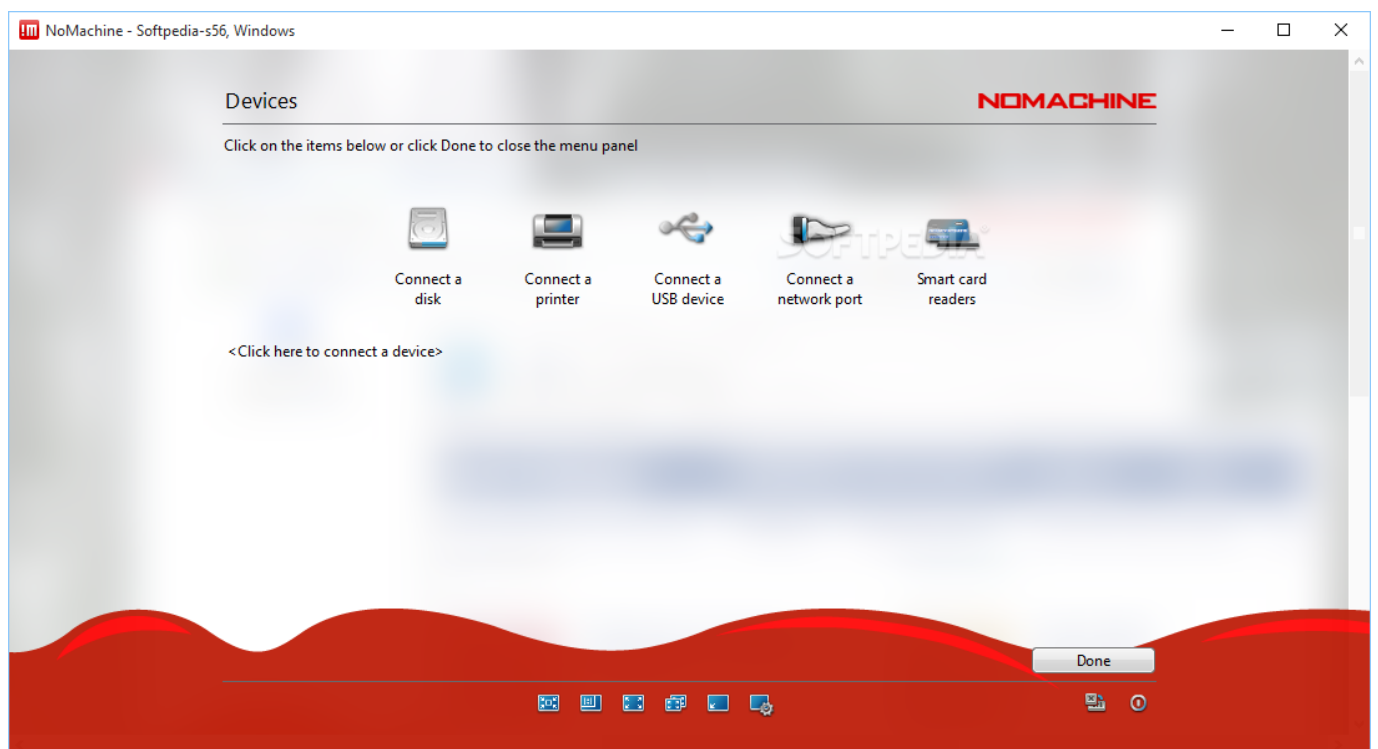 !m NoMachine - Softpedia-s56, Windows
Devices
NOMACHINE
Click on the items below or click Done to close the menu panel
SOFTPEDIA®
Connect a
disk
Connect a
printer
Connect a
USB device
Connect a
network port
Smart card
readers
<Click here to connect a device>
Done